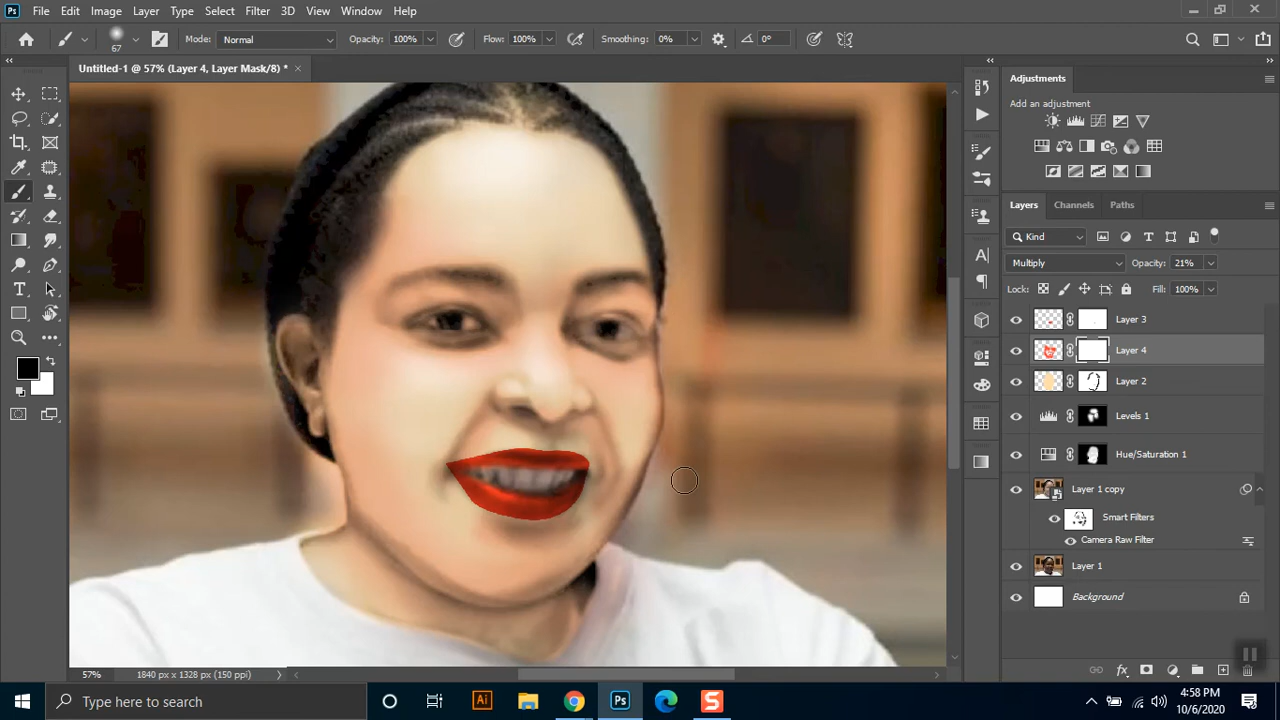 Ps File Edit Image Layer Type Select Filter 3D View Window Help
67 Mode: Normal Opacity: 100% Flow: 100% Smoothing: 0% 0°
Untitled-1 @ 57% (Layer 4, Layer Mask/8) *
Adjustments
Add an adjustment
Layers Channels Paths
Kind
Multiply Opacity: 21%
Lock: Fill: 100%
Layer 3
Layer 4
Layer 2
Levels 1
Hue/Saturation 1
Layer 1 copy
Smart Filters
Camera Raw Filter
Layer 1
Background
57% 1840 px x 1328 px (150 ppi)
Type here to search
Ai Ps S
4:58 PM
10/6/2020